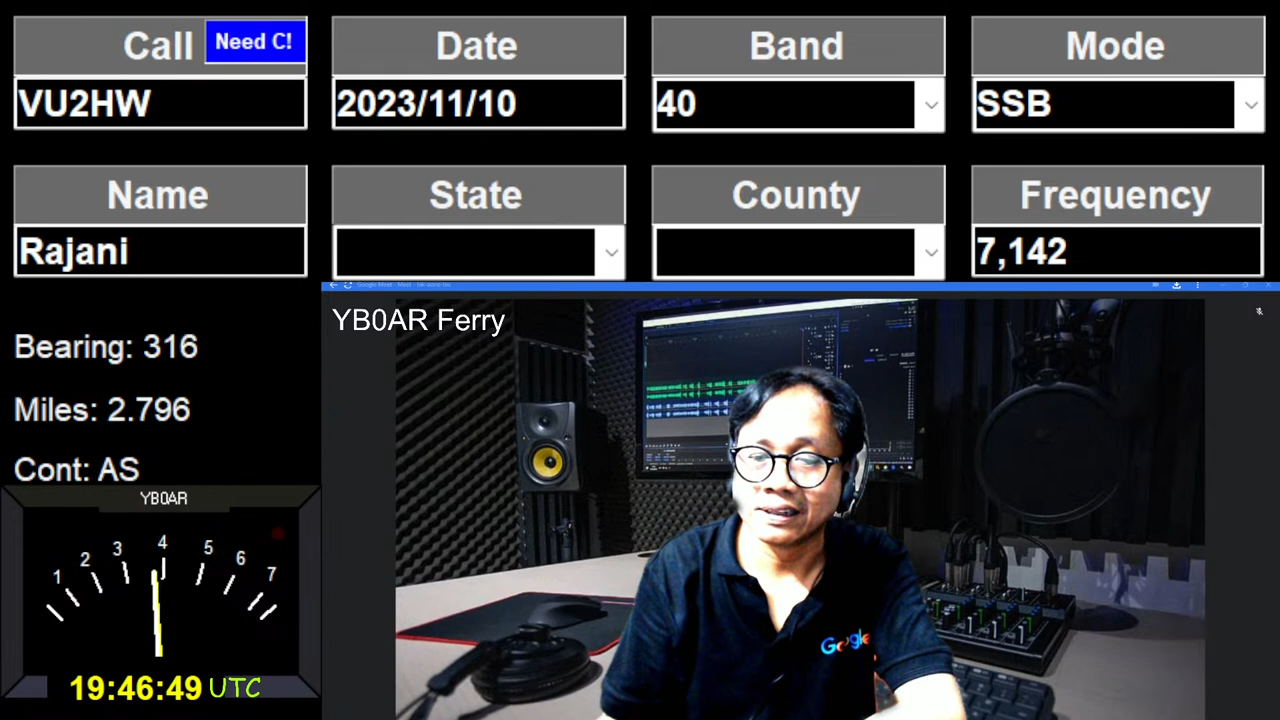 Call
Need C!
Date
Band
Mode
VU2HW
2023/11/10
40
SSB
Name
State
County
Frequency
Rajani
7,142
YB0AR Ferry
Bearing: 316
Miles: 2.796
Cont: AS
YB0AR
1 2 3 4 5 6 7
19:46:49 UTC
Google